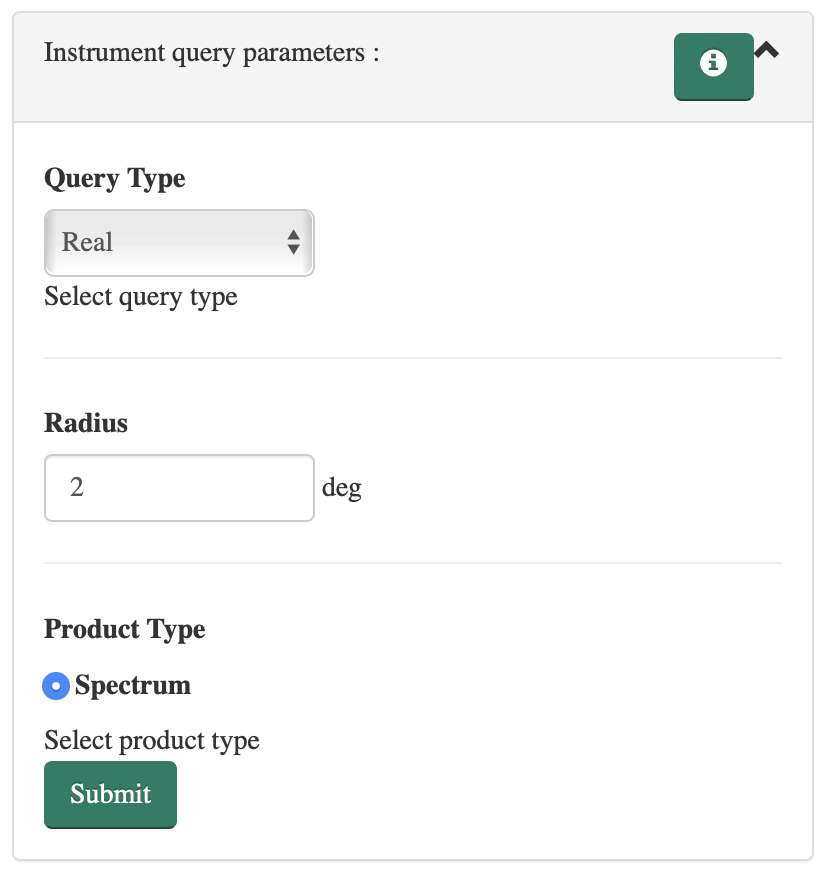 Instrument query parameters :
Query Type
Real
Select query type
Radius
2 deg
Product Type
Spectrum
Select product type
Submit